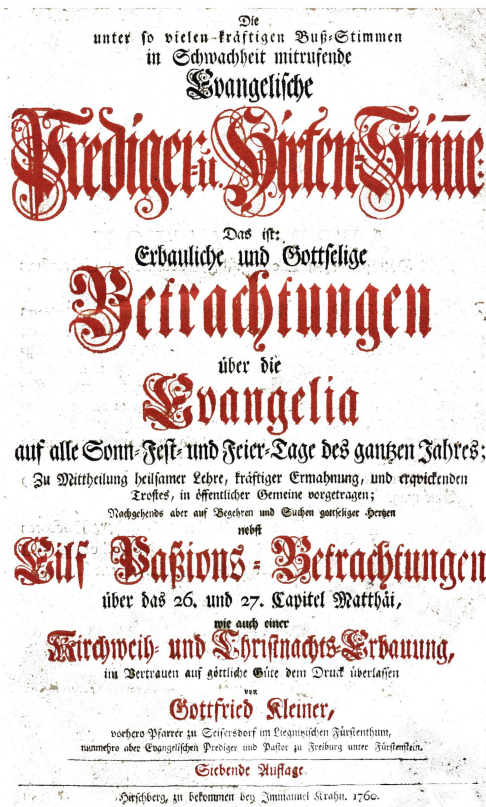 Die
unter so vielen kräftigen Buß-Stimmen
in Schwachheit mitrufende
Evangelische
Prediger- u. Hirten-Stim̄e:
Das ist:
Erbauliche und Gottselige
Betrachtungen
über die
Evangelia
auf alle Sonn-Fest- und Feier-Tage des gantzen Jahres;
Zu Mittheilung heilsamer Lehre, kräftiger Ermahnung, und erqvickenden
Trostes, in öffentlicher Gemeine vorgetragen;
Nachgehends aber auf Begehren und Suchen gottseliger Hertzen
nebst
Eilf Paßions-Betrachtungen
über das 26. und 27. Capitel Matthäi,
wie auch einer
Kirchweih- und Christnachts-Erbauung,
im Vertrauen auf göttliche Güte dem Druck überlassen
von
Gottfried Kleiner,
vorhero Pfarrer zu Seifersdorf im Liegnitzischen Fürstenthum,
nunmehro aber Evangelischen Prediger und Pastor zu Freiburg unter Fürstenstein.
Siebende Auflage
Hirschberg, zu bekommen bey Immanuel Krahn. 1760.